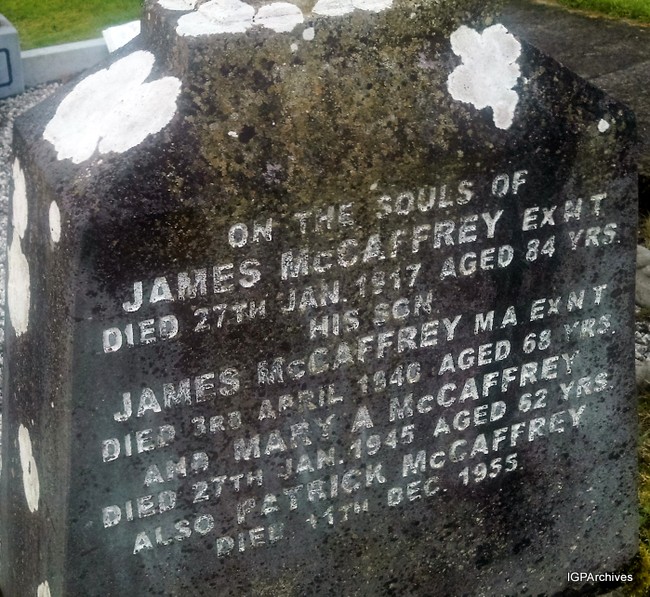 ON THE SOULS OF
JAMES McCAFFREY EX N T
DIED 27TH JAN. 1917 AGED 84 YRS.
HIS SON
JAMES McCAFFREY M A EX N T
DIED 3RD APRIL 1940 AGED 68 YRS.
AND MARY A McCAFFREY
DIED 27TH JAN. 1945 AGED 62 YRS.
ALSO PATRICK McCAFFREY
DIED 11TH DEC. 1955.
IGPArchives